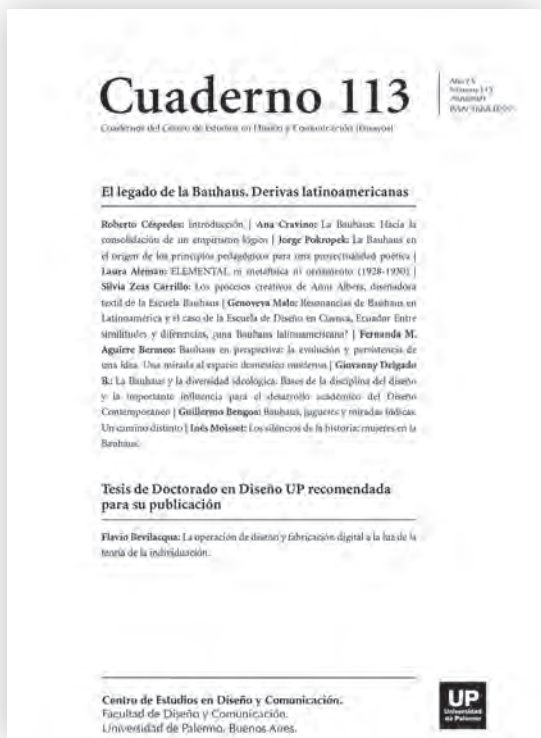 Cuaderno 113
Cuadernos del Centro de Estudios en Diseño y Comunicación [Ensayos]
El legado de la Bauhaus. Derivas latinoamericanas
Roberto Céspedes: Introducción | Ana Cravino: La Bauhaus: Hacia la
consolidación de un empirismo lógico | Jorge Pokropek: La Bauhaus en
el origen de los principios pedagógicos para una proyectualidad poética |
Laura Aleman: ELEMENTAL ni metafísica ni ornamento (1928-1930) |
Silvia Zeas Carrillo: Los procesos creativos de Anni Albers, diseñadora
textil de la Escuela Bauhaus | Genoveva Malo: Resonancias de Bauhaus en
Latinoamérica y el caso de la Escuela de Diseño en Cuenca, Ecuador Entre
similitudes y diferencias, ¿una Bauhaus latinoamericana? | Fernanda M.
Aguirre Bermeo: Bauhaus en perspectiva: la evolución y persistencia de
una idea. Una mirada al espacio doméstico moderno | Giovanny Delgado
B.: La Bauhaus y la diversidad ideológica: Bases de la disciplina del diseño
y la importante influencia para el desarrollo académico del Diseño
Contemporáneo | Guillermo Bengoa: Bauhaus, juguetes y miradas lúdicas.
Un camino distinto | Inés Moisset: Los silencios de la historia: mujeres en la
Bauhaus.
Tesis de Doctorado en Diseño UP recomendada
para su publicación
Flavio Bevilacqua: La operación de diseño y fabricación digital a la luz de la
teoría de la individuación.
Centro de Estudios en Diseño y Comunicación.
Facultad de Diseño y Comunicación.
Universidad de Palermo. Buenos Aires.
UP
Universidad
de Palermo